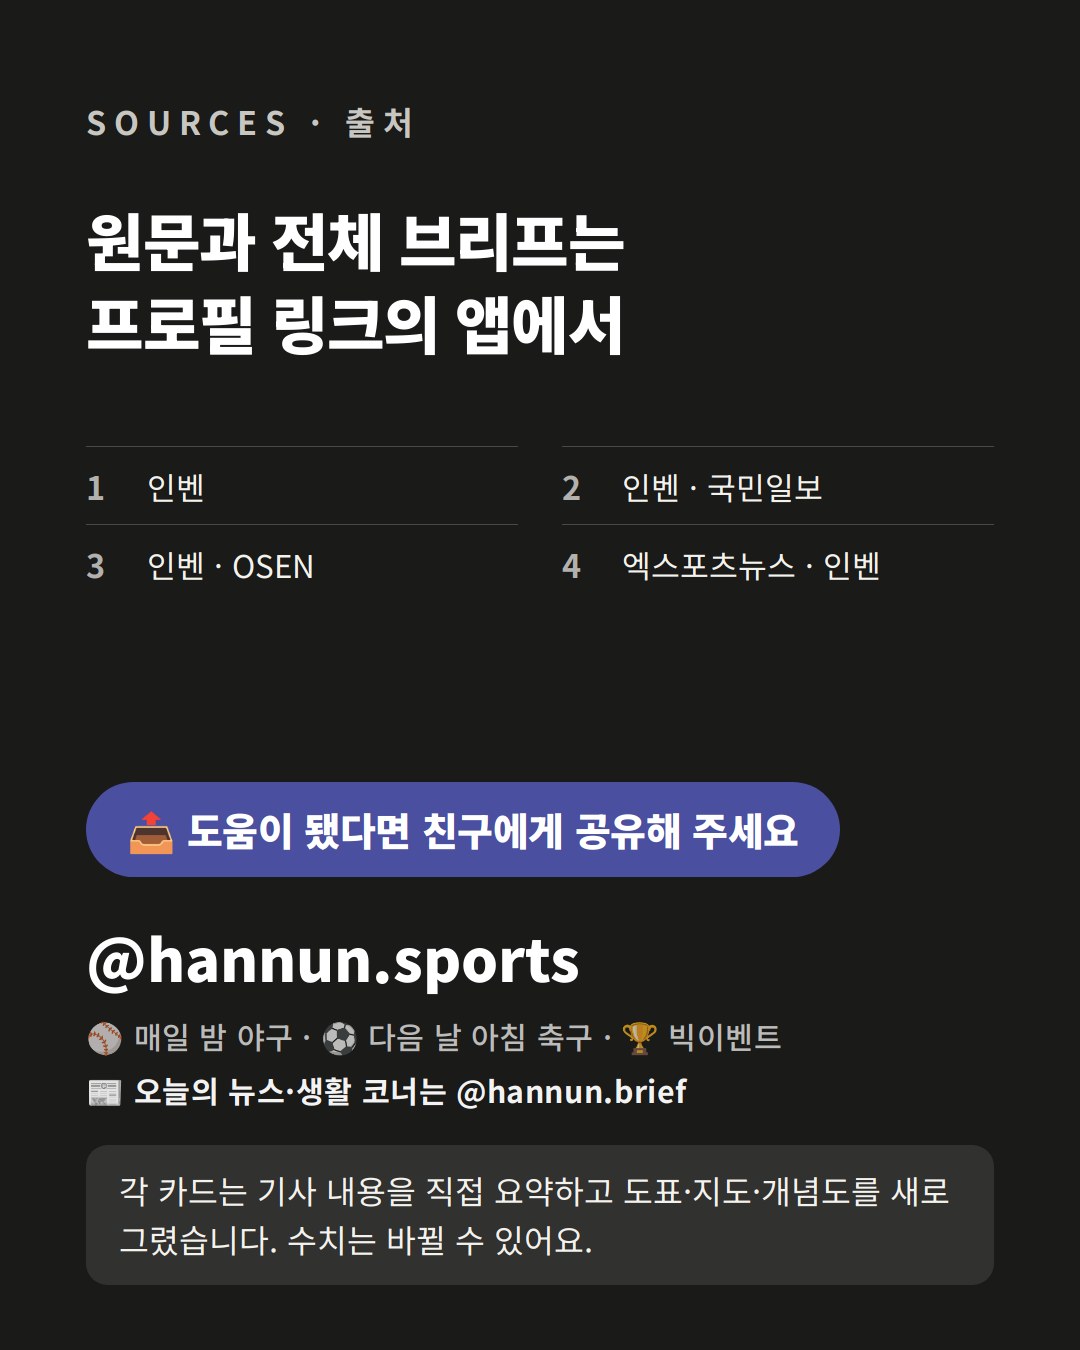 SOURCES · 출처
원문과 전체 브리프는
프로필 링크의 앱에서
1 인벤
2 인벤 · 국민일보
3 인벤 · OSEN
4 엑스포츠뉴스 · 인벤
📤 도움이 됐다면 친구에게 공유해 주세요
@hannun.sports
⚾ 매일 밤 야구 · ⚽ 다음 날 아침 축구 · 🏆 빅이벤트
📰 오늘의 뉴스·생활 코너는 @hannun.brief
각 카드는 기사 내용을 직접 요약하고 도표·지도·개념도를 새로
그렸습니다. 수치는 바뀔 수 있어요.